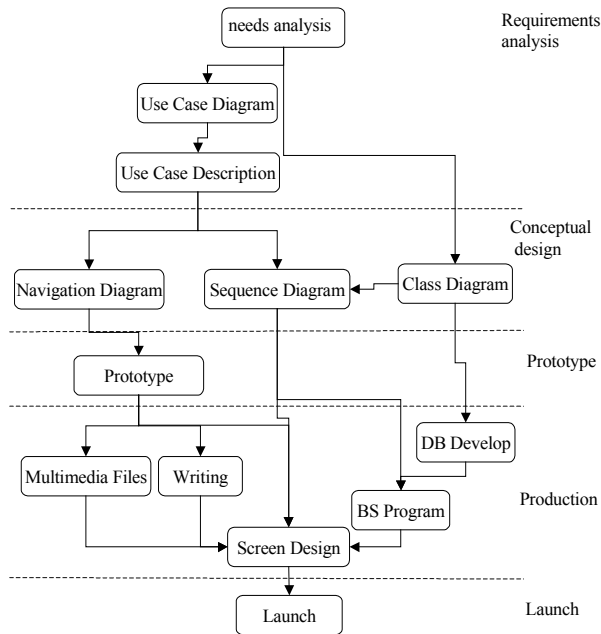 needs analysis
Requirements
analysis
Use Case Diagram
Use Case Description
Conceptual
design
Navigation Diagram
Sequence Diagram
Class Diagram
Prototype
Prototype
DB Develop
Multimedia Files
Writing
BS Program
Production
Screen Design
Launch
Launch